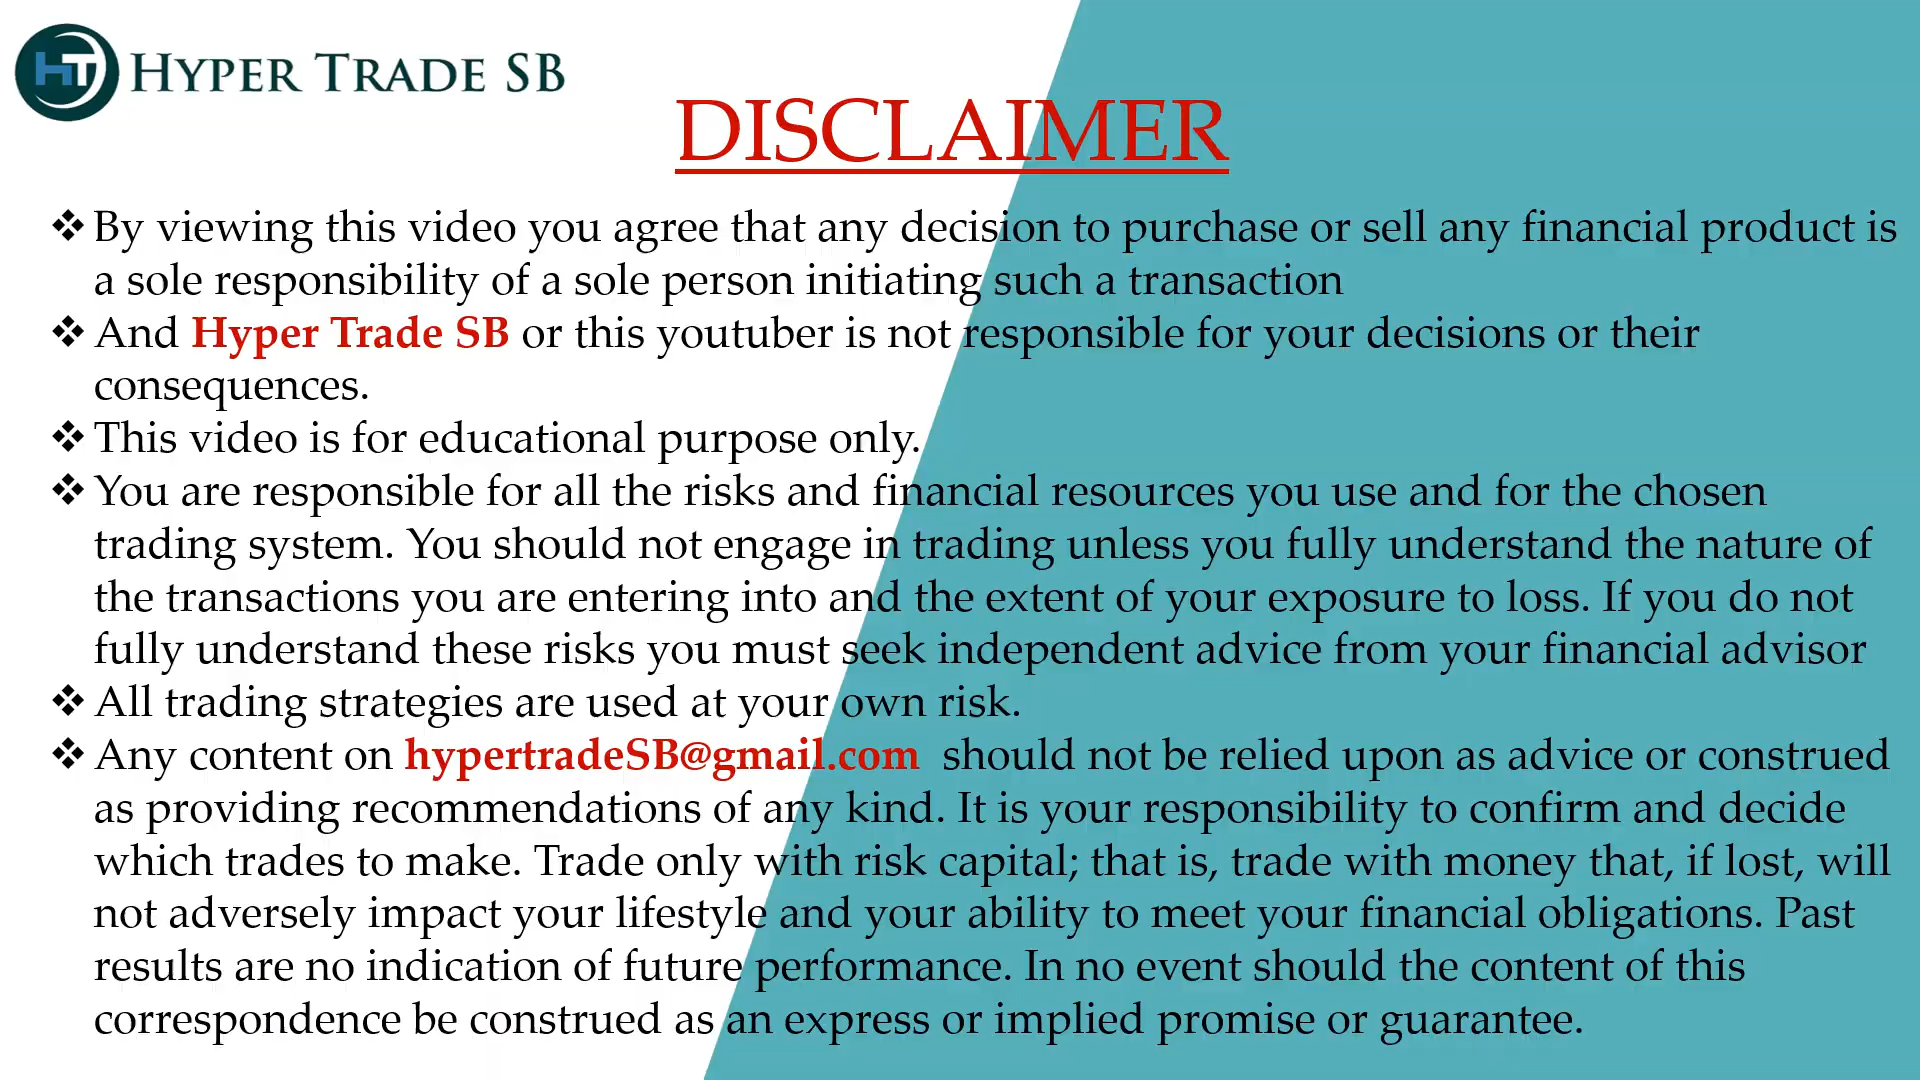 HT HYPER TRADE SB
DISCLAIMER
❖ By viewing this video you agree that any decision to purchase or sell any financial product is
a sole responsibility of a sole person initiating such a transaction
❖ And Hyper Trade SB or this youtuber is not responsible for your decisions or their
consequences.
❖ This video is for educational purpose only.
❖ You are responsible for all the risks and financial resources you use and for the chosen
trading system. You should not engage in trading unless you fully understand the nature of
the transactions you are entering into and the extent of your exposure to loss. If you do not
fully understand these risks you must seek independent advice from your financial advisor
❖ All trading strategies are used at your own risk.
❖ Any content on hypertradeSB@gmail.com should not be relied upon as advice or construed
as providing recommendations of any kind. It is your responsibility to confirm and decide
which trades to make. Trade only with risk capital; that is, trade with money that, if lost, will
not adversely impact your lifestyle and your ability to meet your financial obligations. Past
results are no indication of future performance. In no event should the content of this
correspondence be construed as an express or implied promise or guarantee.